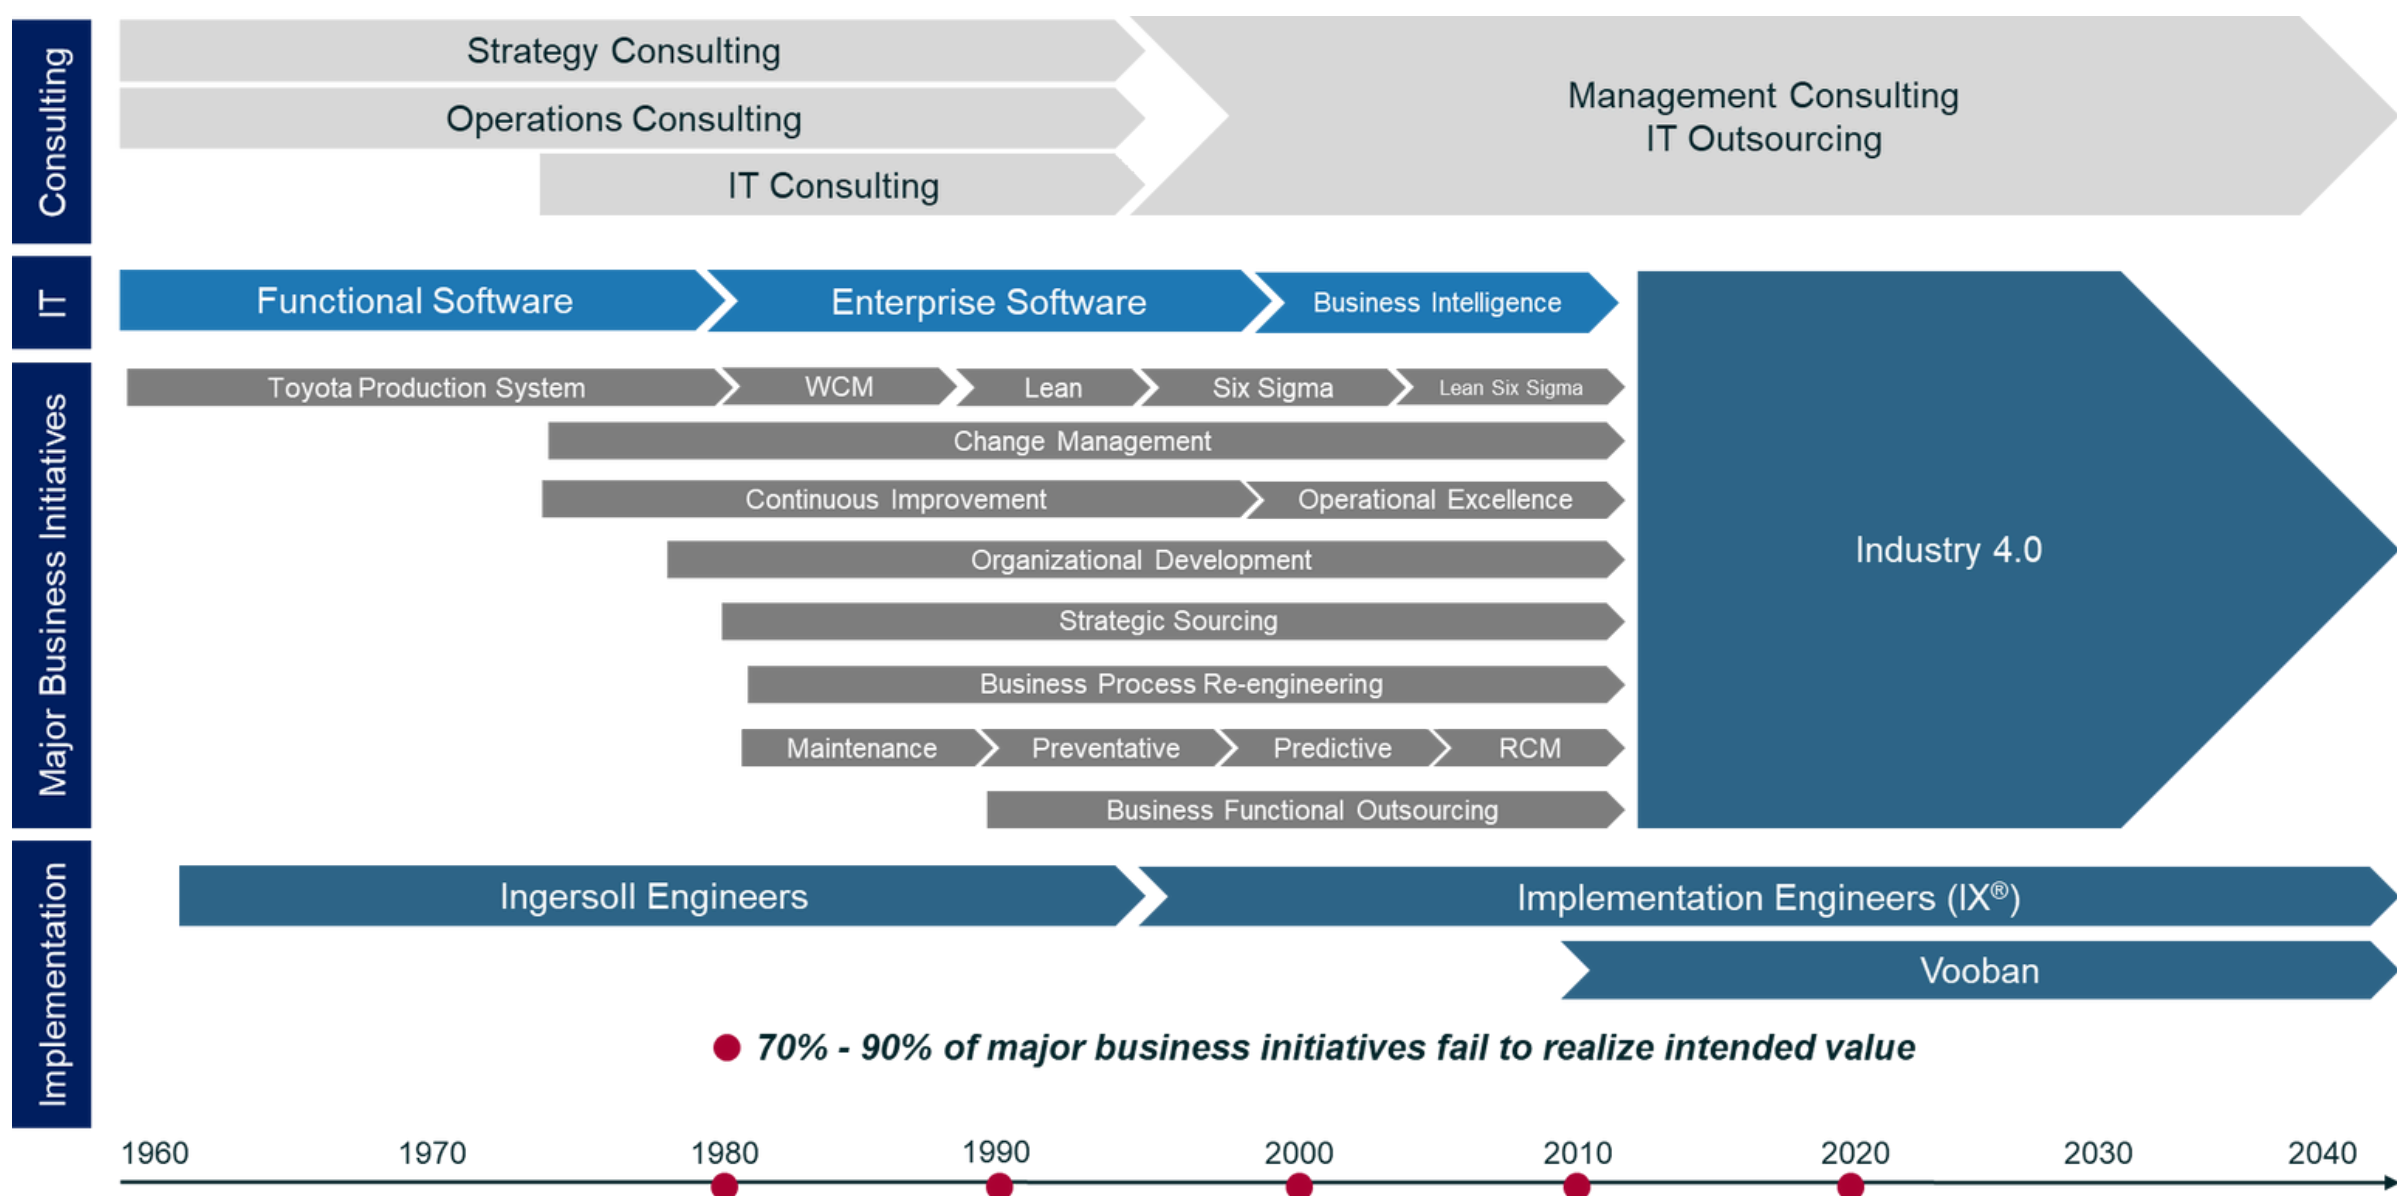 Consulting
Strategy Consulting
Operations Consulting
IT Consulting
Management Consulting
IT Outsourcing
IT
Functional Software
Enterprise Software
Business Intelligence
Major Business Initiatives
Toyota Production System
WCM
Lean
Six Sigma
Lean Six Sigma
Change Management
Continuous Improvement
Operational Excellence
Organizational Development
Strategic Sourcing
Business Process Re-engineering
Maintenance
Preventative
Predictive
RCM
Business Functional Outsourcing
Industry 4.0
Implementation
Ingersoll Engineers
Implementation Engineers (IX®)
Vooban
70% - 90% of major business initiatives fail to realize intended value
1960 1970 1980 1990 2000 2010 2020 2030 2040